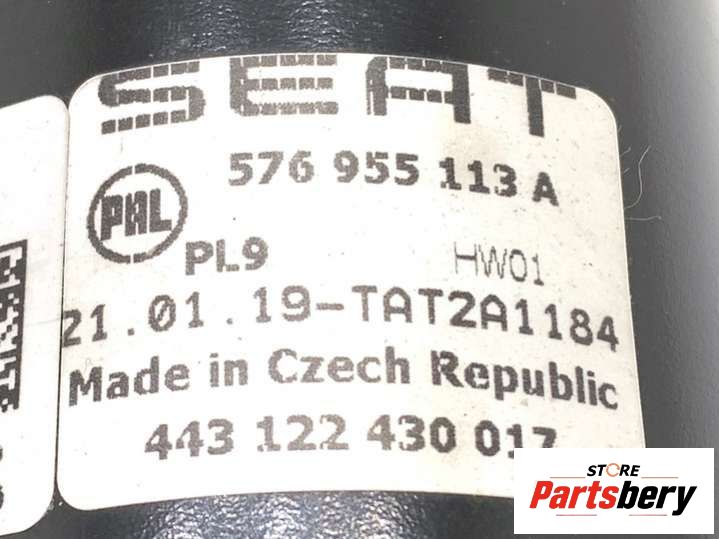 SEAT
576 955 113 A
PAL
PL9 HW01
21.01.19-TAT2A1184
Made in Czech Republic
443 122 430 017
STORE
Partsbery